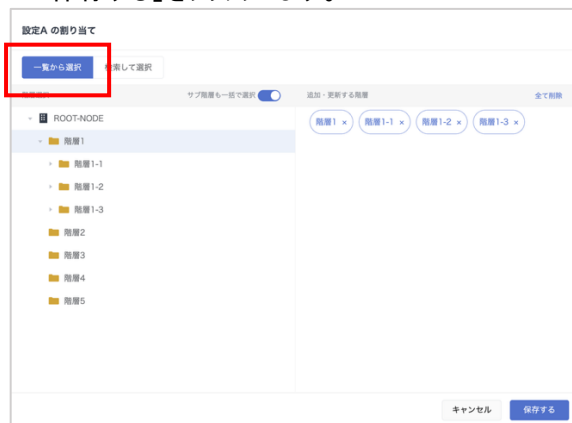 設定A の割り当て
一覧から選択
索して選択
サブ階層も一括で選択
追加・更新する階層
全て削除
ROOT-NODE
階層1 ×
階層1-1 ×
階層1-2 ×
階層1-3 ×
階層1
階層1-1
階層1-2
階層1-3
階層2
階層3
階層4
階層5
キャンセル
保存する